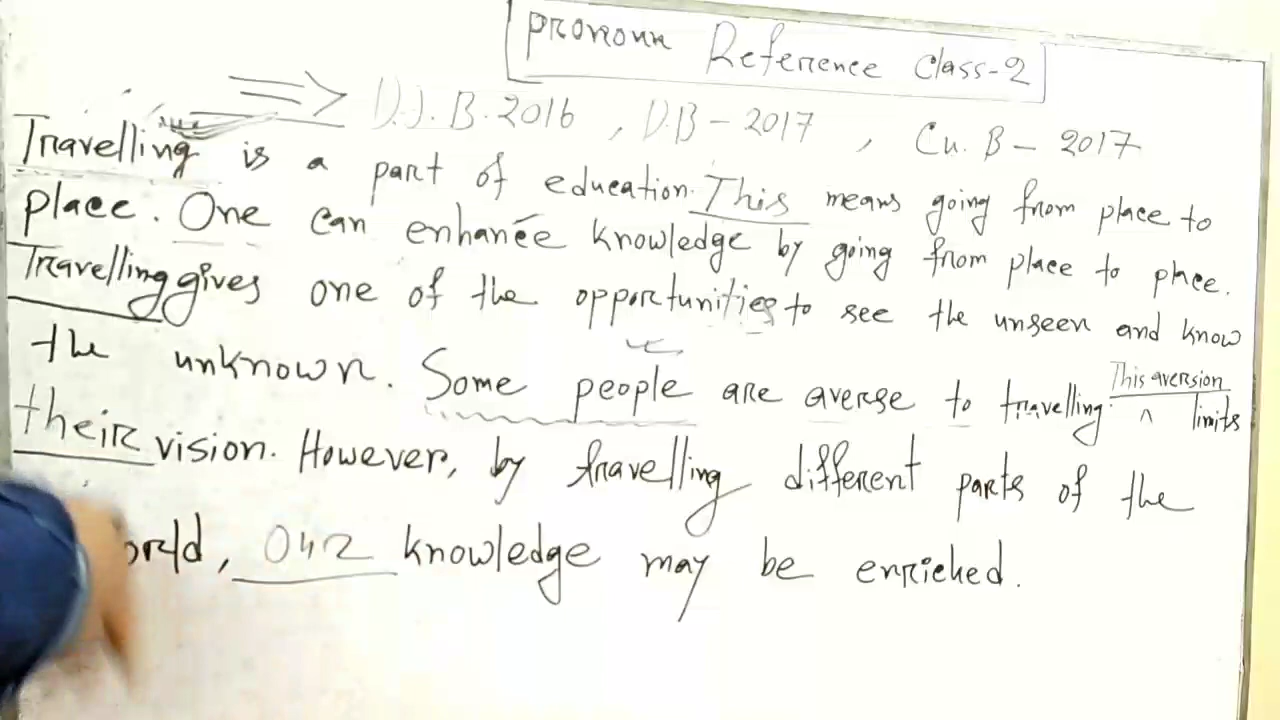 Pronoun Reference Class-2
D.J.B. 2016, D.B - 2017, Cu. B - 2017
Travelling is a part of education. This means going from place to
place. One can enhance knowledge by going from place to place.
Travelling gives one of the opportunities to see the unseen and know
the unknown. Some people are averse to travelling. This aversion limits
their vision. However, by travelling different parts of the
orld, our knowledge may be enriched.